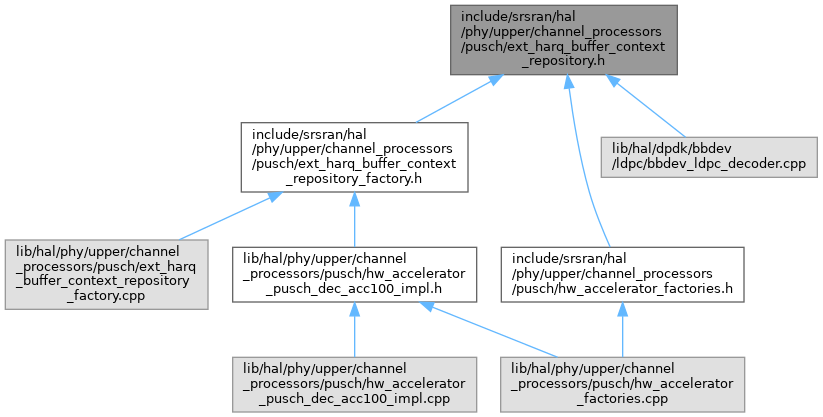 include/srsran/hal
/phy/upper/channel_processors
/pusch/ext_harq_buffer_context
_repository.h
include/srsran/hal
/phy/upper/channel_processors
/pusch/ext_harq_buffer_context
_repository_factory.h
lib/hal/dpdk/bbdev
/ldpc/bbdev_ldpc_decoder.cpp
lib/hal/phy/upper/channel
_processors/pusch/ext_harq
_buffer_context_repository
_factory.cpp
lib/hal/phy/upper/channel
_processors/pusch/hw_accelerator
_pusch_dec_acc100_impl.h
include/srsran/hal
/phy/upper/channel_processors
/pusch/hw_accelerator_factories.h
lib/hal/phy/upper/channel
_processors/pusch/hw_accelerator
_pusch_dec_acc100_impl.cpp
lib/hal/phy/upper/channel
_processors/pusch/hw_accelerator
_factories.cpp